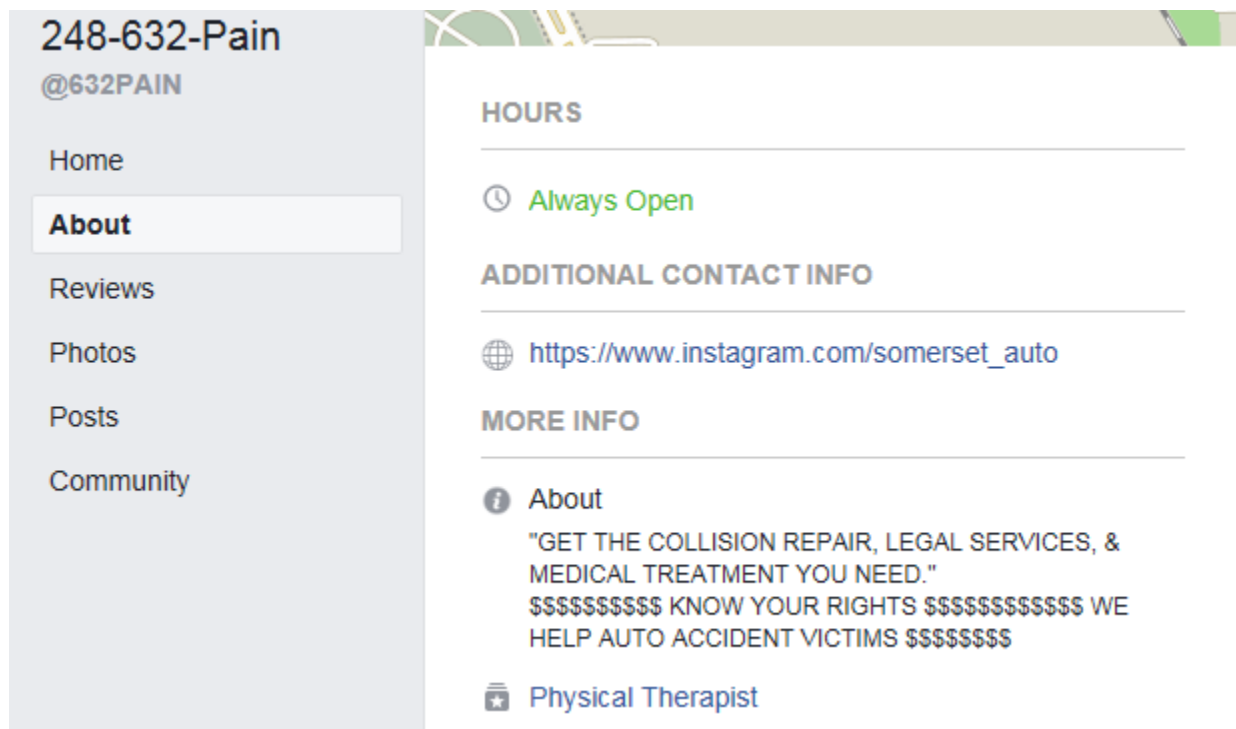 248-632-Pain
@632PAIN
Home
About
Reviews
Photos
Posts
Community
HOURS
Always Open
ADDITIONAL CONTACT INFO
https://www.instagram.com/somerset_auto
MORE INFO
About
"GET THE COLLISION REPAIR, LEGAL SERVICES, &
MEDICAL TREATMENT YOU NEED."
$$$$$$$$$$ KNOW YOUR RIGHTS $$$$$$$$$$$$ WE
HELP AUTO ACCIDENT VICTIMS $$$$$$$$
Physical Therapist